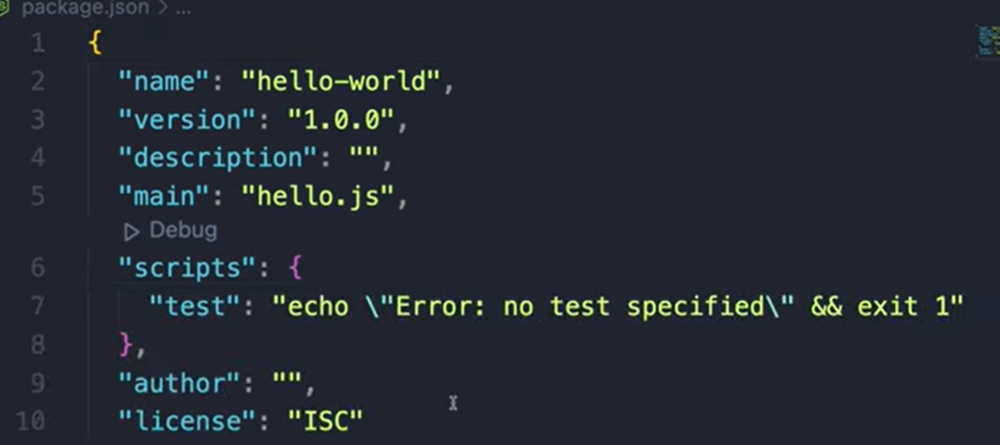 package.json > ...
1 {
2 "name": "hello-world",
3 "version": "1.0.0",
4 "description": "",
5 "main": "hello.js",
Debug
6 "scripts": {
7 "test": "echo \"Error: no test specified\" && exit 1"
8 },
9 "author": "",
10 "license": "ISC"